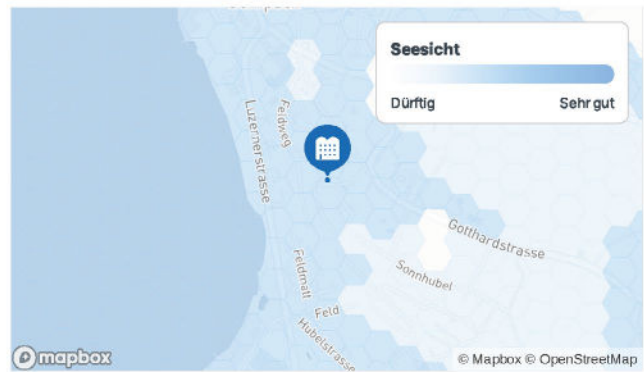 Seesicht
Dürftig
Sehr gut
Feldweg
Luzernerstrasse
Gotthardstrasse
Sonnhubel
Feldmatt
Feld
Hubelstrasse
mapbox
© Mapbox © OpenStreetMap